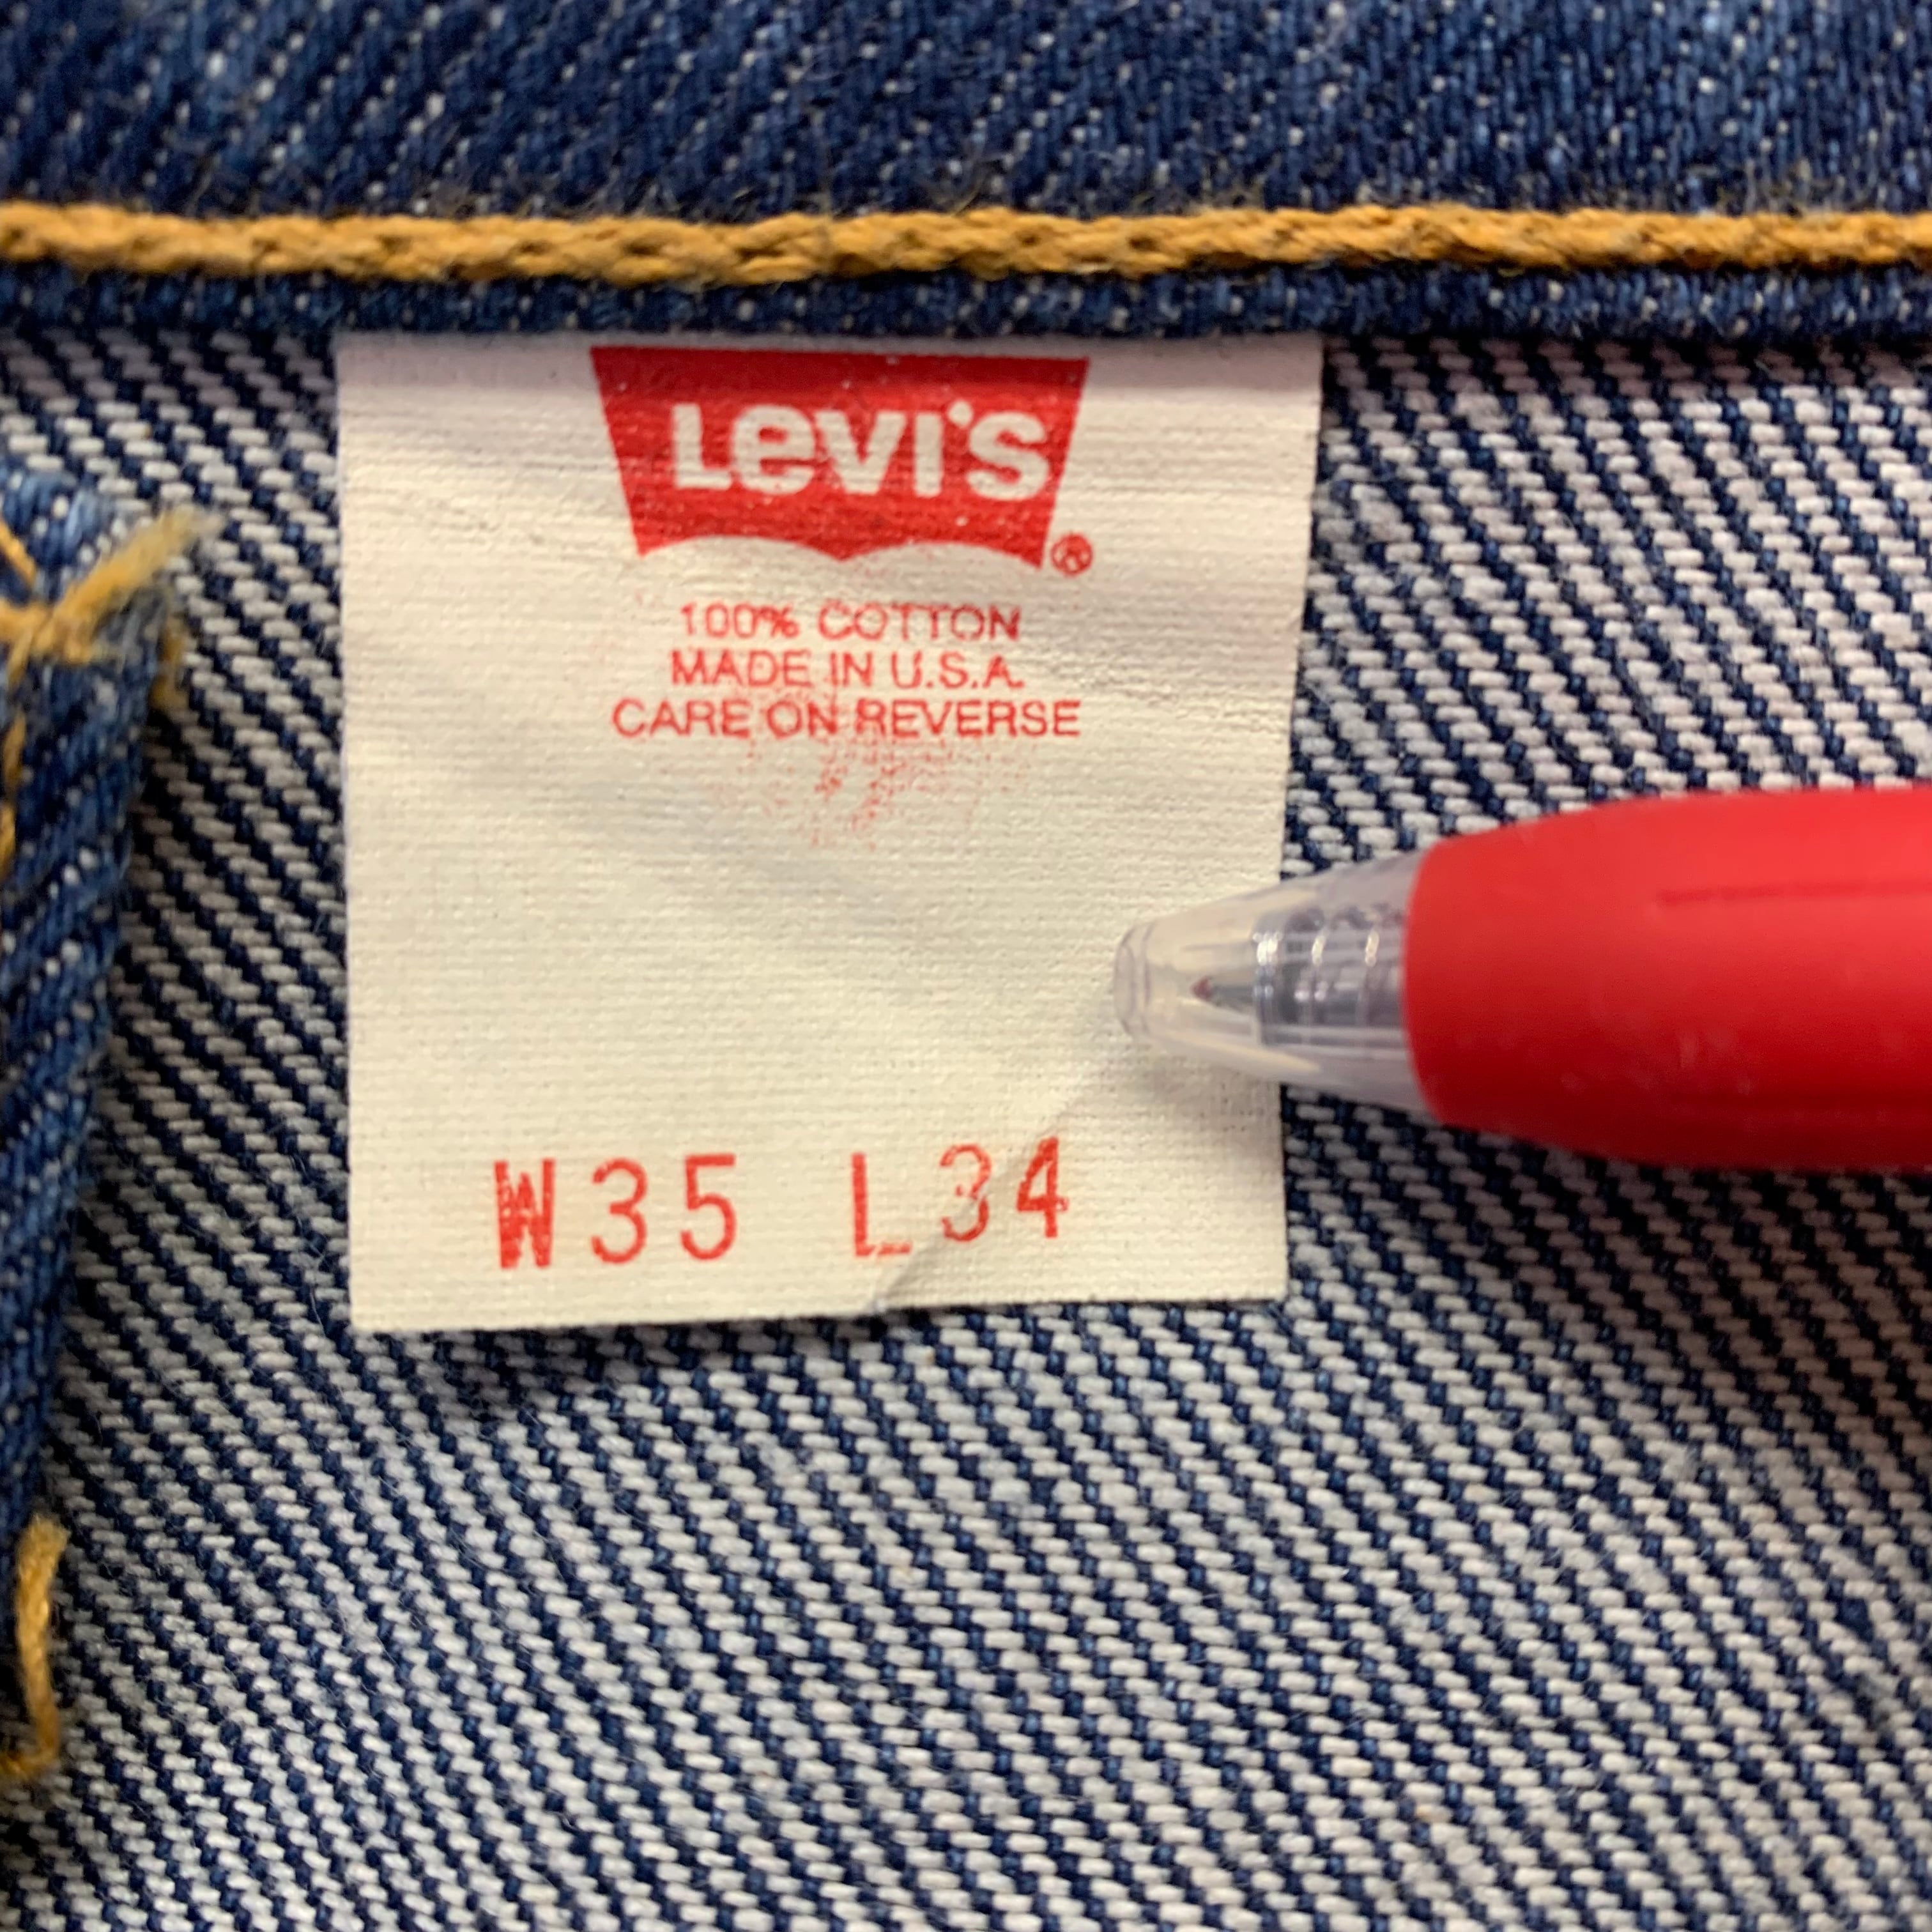 Levi's®
100% COTTON
MADE IN U.S.A.
CARE ON REVERSE
W35 L34